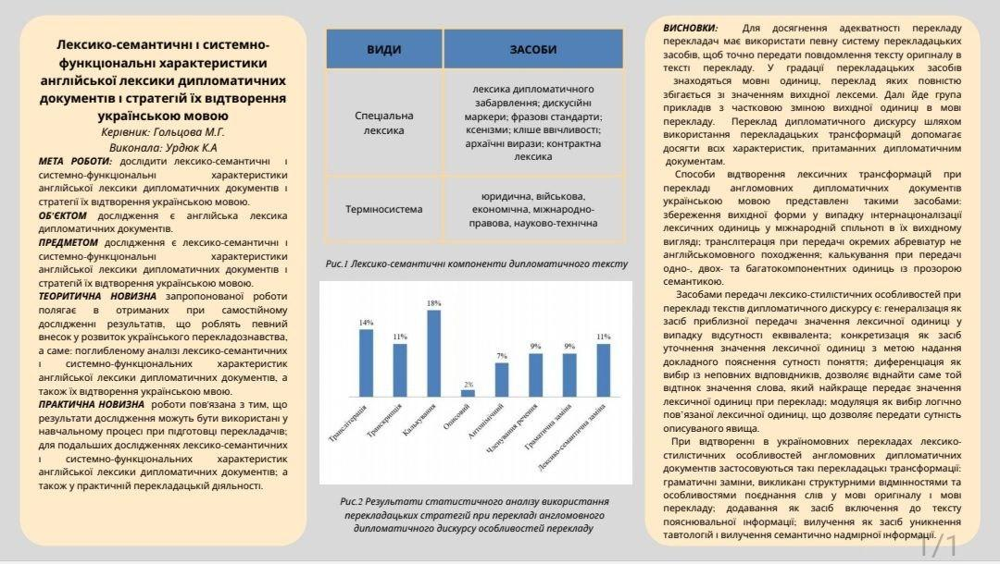 Лексико-семантичні і системно-
функціональні характеристики
англійської лексики дипломатичних
документів і стратегій їх відтворення
українською мовою
Керівник: Гольцова М.Г.
Виконала: Урдюк К.А
МЕТА РОБОТИ: дослідити лексико-семантичні і
системно-функціональні характеристики
англійської лексики дипломатичних документів і
стратегії їх відтворення українською мовою.
ОБ'ЄКТОМ дослідження є англійська лексика
дипломатичних документів.
ПРЕДМЕТОМ дослідження є лексико-семантичні і
системно-функціональні характеристики
англійської лексики дипломатичних документів і
стратегій їх відтворення українською мовою.
ТЕОРИТИЧНА НОВИЗНА запропонованої роботи
полягає в отриманих при самостійному
дослідженні результатів, що роблять певний
внесок у розвиток українського перекладознавства,
а саме: поглибленому аналізі лексико-семантичних
і системно-функціональних характеристик
англійської лексики дипломатичних документів, а
також їх відтворення українською мвою.
ПРАКТИЧНА НОВИЗНА роботи пов'язана з тим, що
результати дослідження можуть бути використані у
навчальному процесі при підготовці перекладачів;
для подальших дослідженнях лексико-семантичних
і системно-функціональних характеристик
англійської лексики дипломатичних документів; а
також у практичній перекладацькій діяльності.
ВИДИ ЗАСОБИ
Спеціальна
лексика
лексика дипломатичного
забарвлення; дискусійні
маркери; фразові стандарти;
ксенізми; кліше ввічливості;
архаїчні вирази; контрактна
лексика
Терміносистема
юридична, військова,
економічна, міжнародно-
правова, науково-технічна
Рис.1 Лексико-семантичні компоненти дипломатичного тексту
14%
11%
18%
2%
7%
9%
9%
11%
Транслітерація
Транскрипція
Калькування
Описовий
Антонімічний
Членування речення
Граматична заміна
Лексико-семантична заміна
Рис.2 Результати статистичного аналізу використання
перекладацьких стратегій при перекладі англомовного
дипломатичного дискурсу особливостей перекладу
ВИСНОВКИ: Для досягнення адекватності перекладу
перекладач має використати певну систему перекладацьких
засобів, щоб точно передати повідомлення тексту оригіналу в
тексті перекладу. У градації перекладацьких засобів
знаходяться мовні одиниці, переклад яких повністю
збігається зі значенням вихідної лексеми. Далі йде група
прикладів з частковою зміною вихідної одиниці в мові
перекладу. Переклад дипломатичного дискурсу шляхом
використання перекладацьких трансформацій допомагає
досягти всіх характеристик, притаманних дипломатичним
документам.
Способи відтворення лексичних трансформацій при
перекладі англомовних дипломатичних документів
українською мовою представлені такими засобами:
збереження вихідної форми у випадку інтернаціоналізації
лексичних одиниць у міжнародній спільноті в їх вихідному
вигляді; транслітерація при передачі окремих абревіатур не
англійськомовного походження; калькування при передачі
одно-, двох- та багатокомпонентних одиниць із прозорою
семантикою.
Засобами передачі лексико-стилістичних особливостей при
перекладі текстів дипломатичного дискурсу є: генералізація як
засіб приблизної передачі значення лексичної одиниці у
випадку відсутності еквівалента; конкретизація як засіб
уточнення значення лексичної одиниці з метою надання
докладного пояснення сутності поняття; диференціація як
вибір із неповних відповідників, дозволяє віднайти саме той
відтінок значення слова, який найкраще передає значення
лексичної одиниці при перекладі; модуляція як вибір логічно
пов'язаної лексичної одиниці, що дозволяє передати сутність
описуваного явища.
При відтворенні в україномовних перекладах лексико-
стилістичних особливостей англомовних дипломатичних
документів застосовуються такі перекладацькі трансформації:
граматичні заміни, викликані структурними відмінностями та
особливостями поєднання слів у мові оригіналу і мові
перекладу; додавання як засіб включення до тексту
пояснювальної інформації; вилучення як засіб уникнення
тавтологій і вилучення семантично надмірної інформації.
1/1